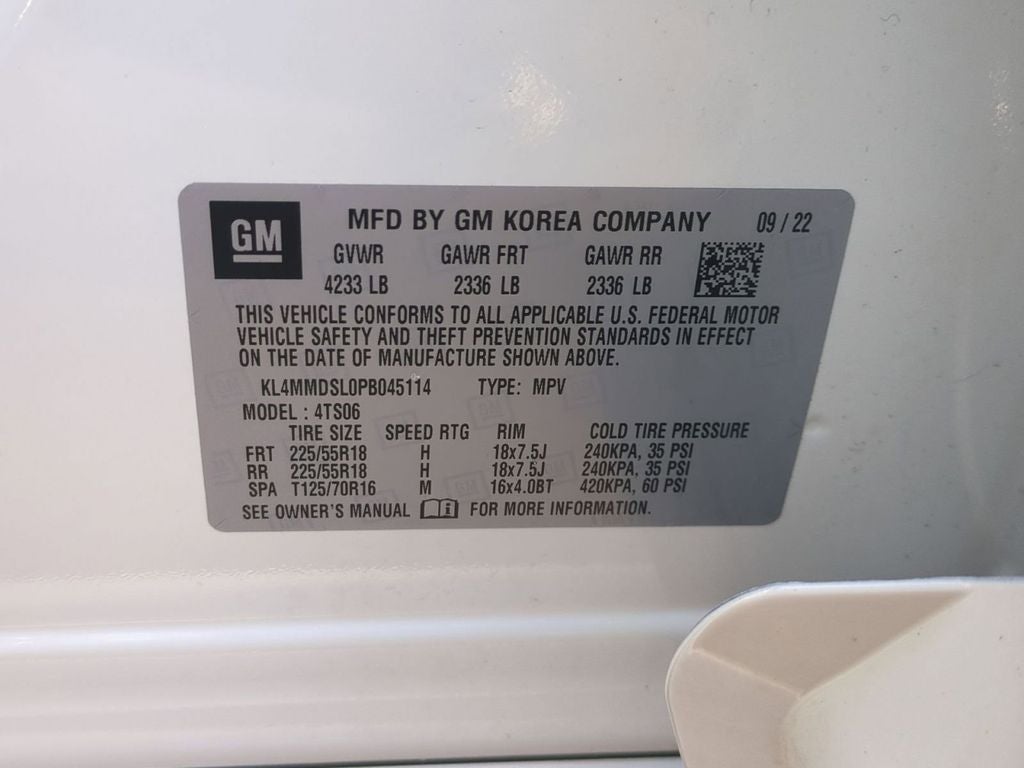 GM
MFD BY GM KOREA COMPANY 09 / 22
GVWR GAWR FRT GAWR RR
4233 LB 2336 LB 2336 LB
THIS VEHICLE CONFORMS TO ALL APPLICABLE U.S. FEDERAL MOTOR
VEHICLE SAFETY AND THEFT PREVENTION STANDARDS IN EFFECT
ON THE DATE OF MANUFACTURE SHOWN ABOVE.
KL4MMDSL0PB045114 TYPE: MPV
MODEL : 4TS06
TIRE SIZE SPEED RTG RIM COLD TIRE PRESSURE
FRT 225/55R18 H 18x7.5J 240KPA, 35 PSI
RR 225/55R18 H 18x7.5J 240KPA, 35 PSI
SPA T125/70R16 M 16x4.0BT 420KPA, 60 PSI
SEE OWNER'S MANUAL i FOR MORE INFORMATION.